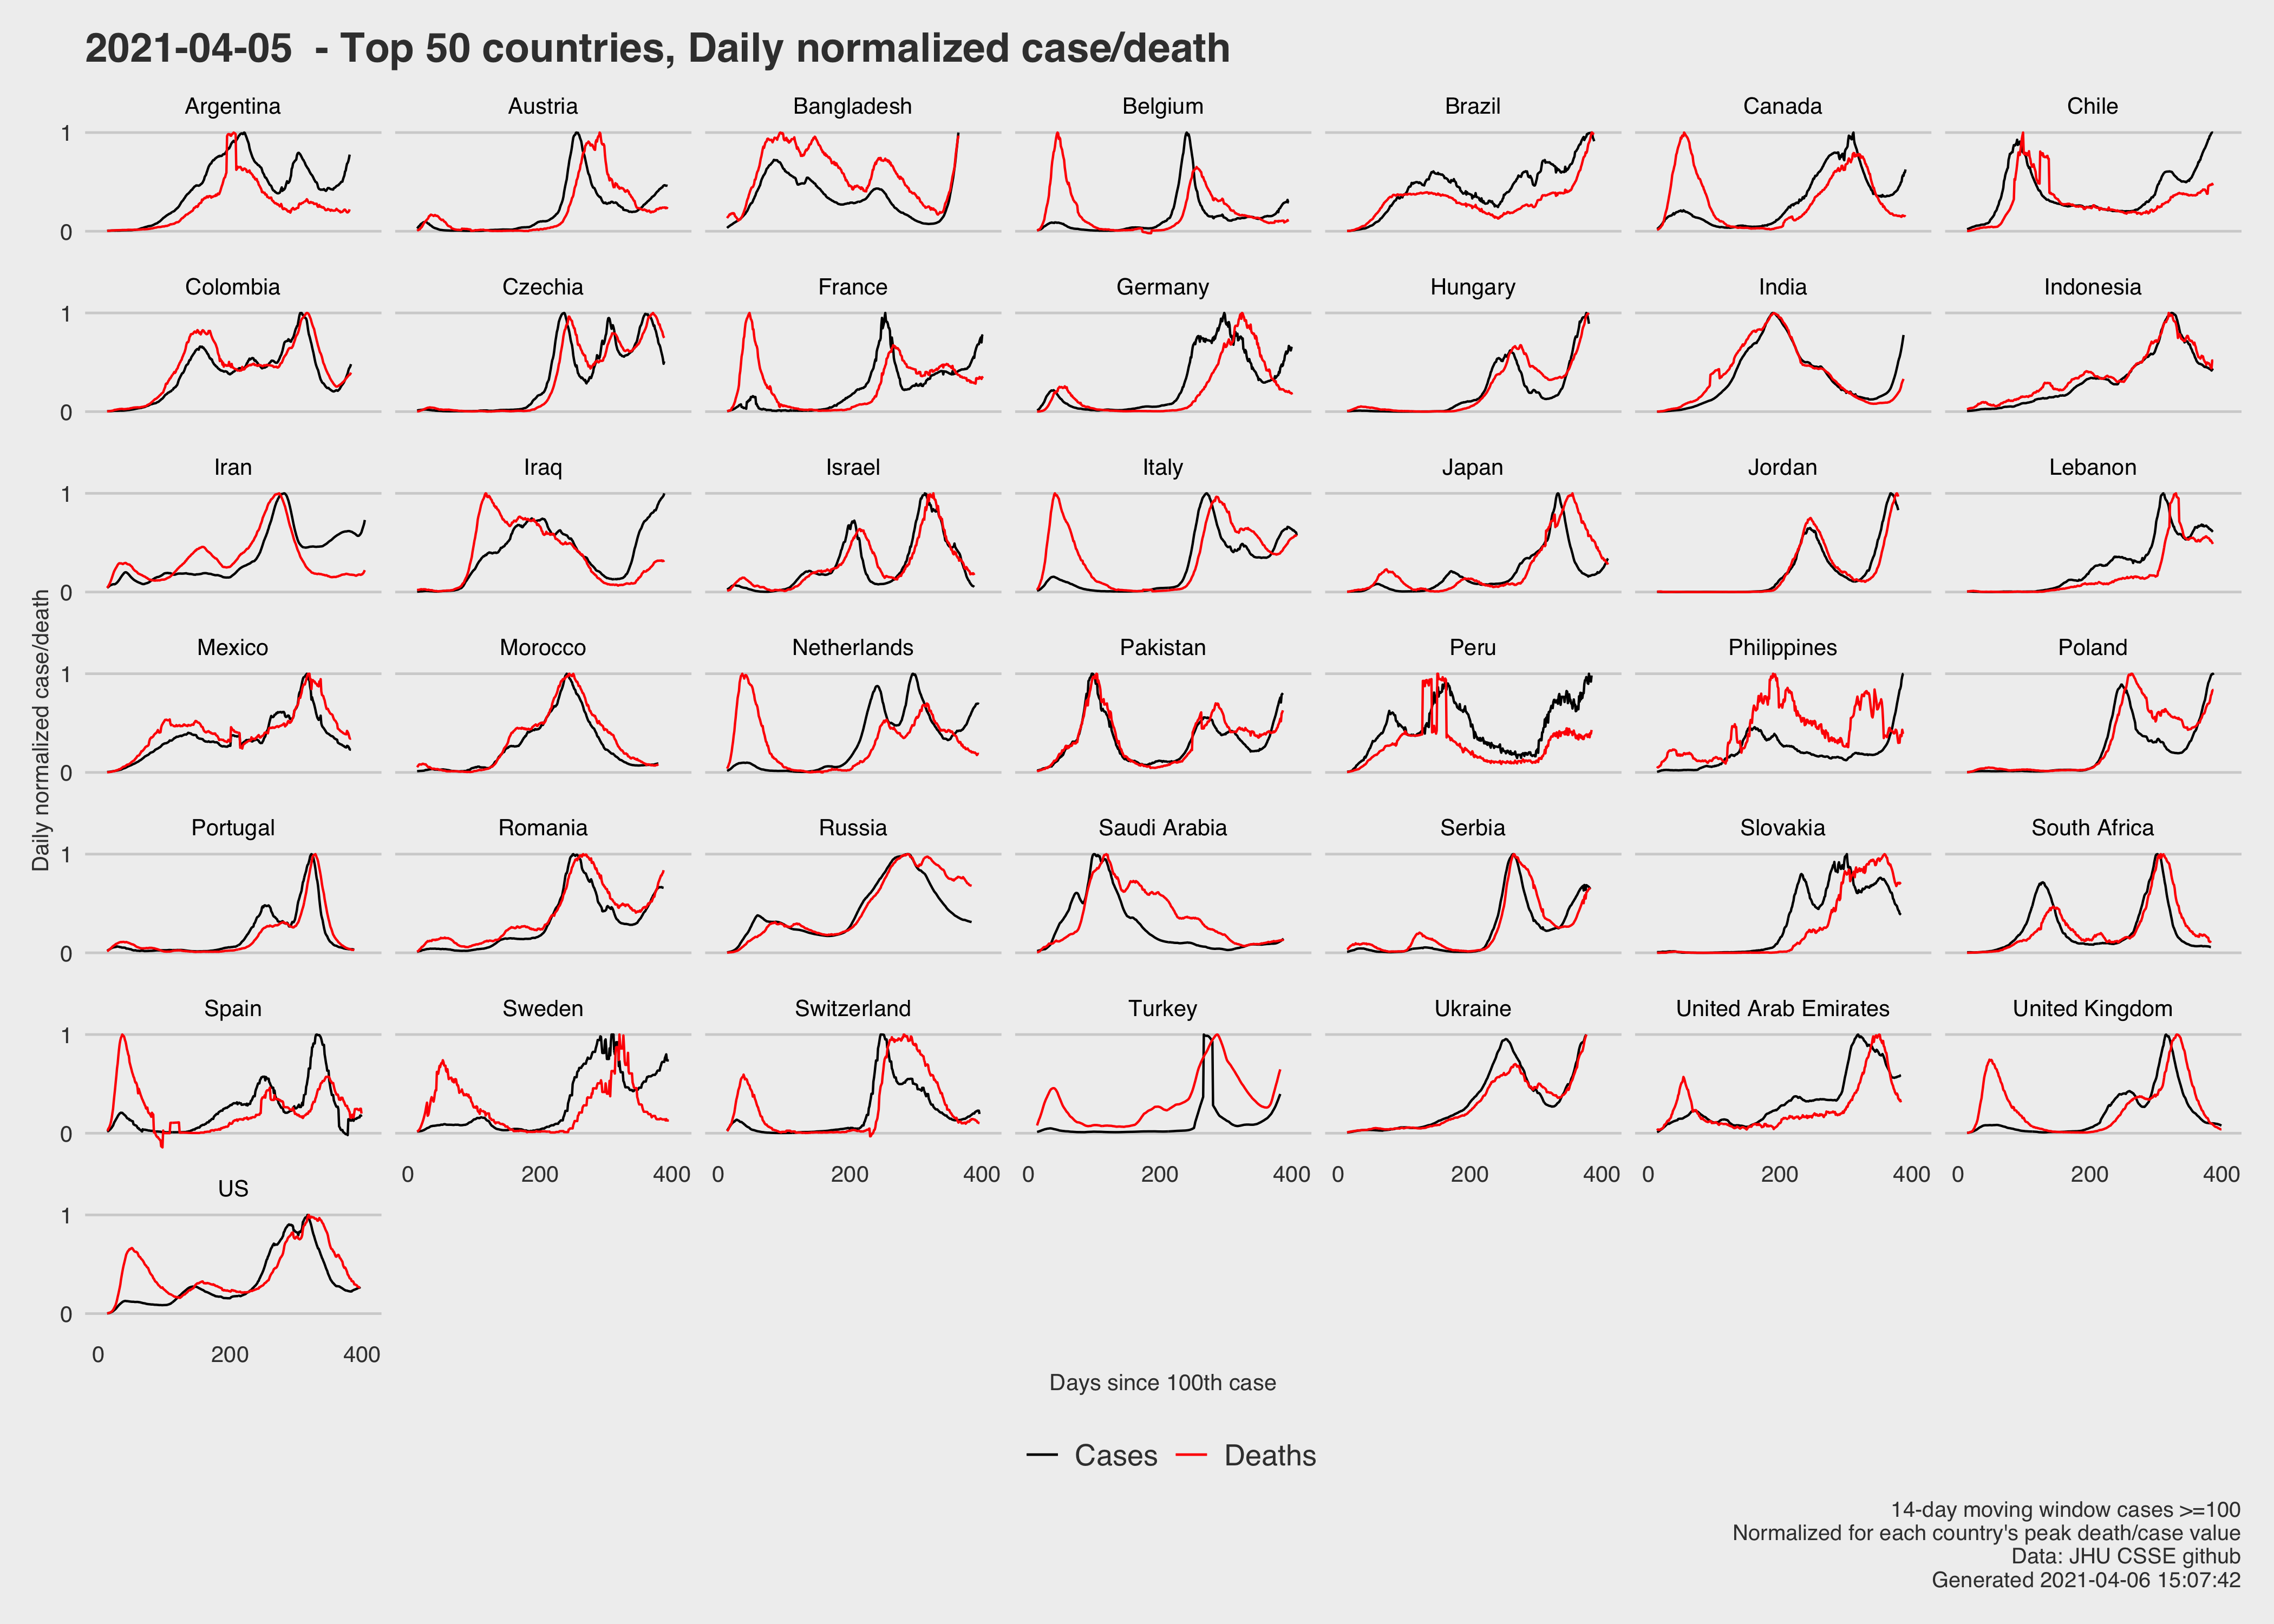 2021-04-05 - Top 50 countries, Daily normalized case/death
Argentina Austria Bangladesh Belgium Brazil Canada Chile
1
0
Colombia Czechia France Germany Hungary India Indonesia
1
0
Iran Iraq Israel Italy Japan Jordan Lebanon
1
0
Daily normalized case/death
Mexico Morocco Netherlands Pakistan Peru Philippines Poland
1
0
Portugal Romania Russia Saudi Arabia Serbia Slovakia South Africa
1
0
Spain Sweden Switzerland Turkey Ukraine United Arab Emirates United Kingdom
1
0
0 200 400 0 200 400 0 200 400 0 200 400 0 200 400 0 200 400
US
1
0
0 200 400
Days since 100th case
Cases Deaths
14-day moving window cases >=100
Normalized for each country's peak death/case value
Data: JHU CSSE github
Generated 2021-04-06 15:07:42